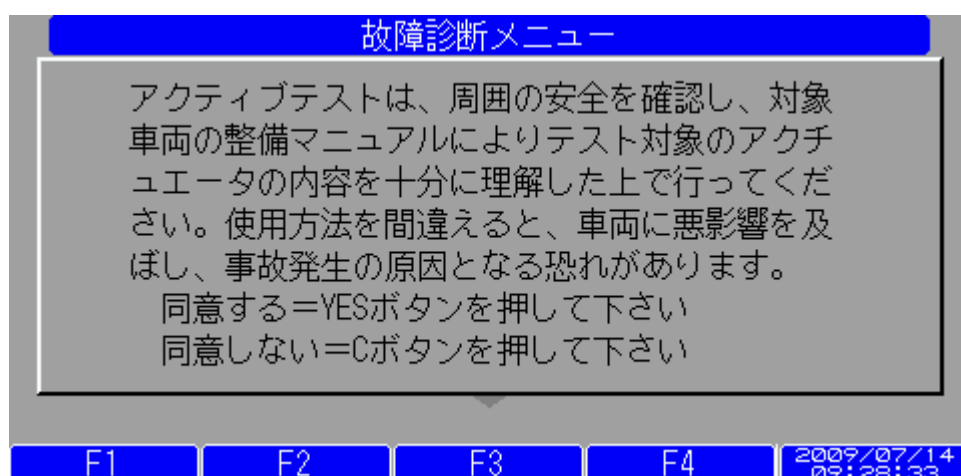 故障診断メニュー
アクティブテストは、周囲の安全を確認し、対象
車両の整備マニュアルによりテスト対象のアクチ
ュエータの内容を十分に理解した上で行ってくだ
さい。使用方法を間違えると、車両に悪影響を及
ぼし、事故発生の原因となる恐れがあります。
同意する=YESボタンを押して下さい
同意しない=Cボタンを押して下さい
F1 F2 F3 F4 2009/07/14
09:28:33